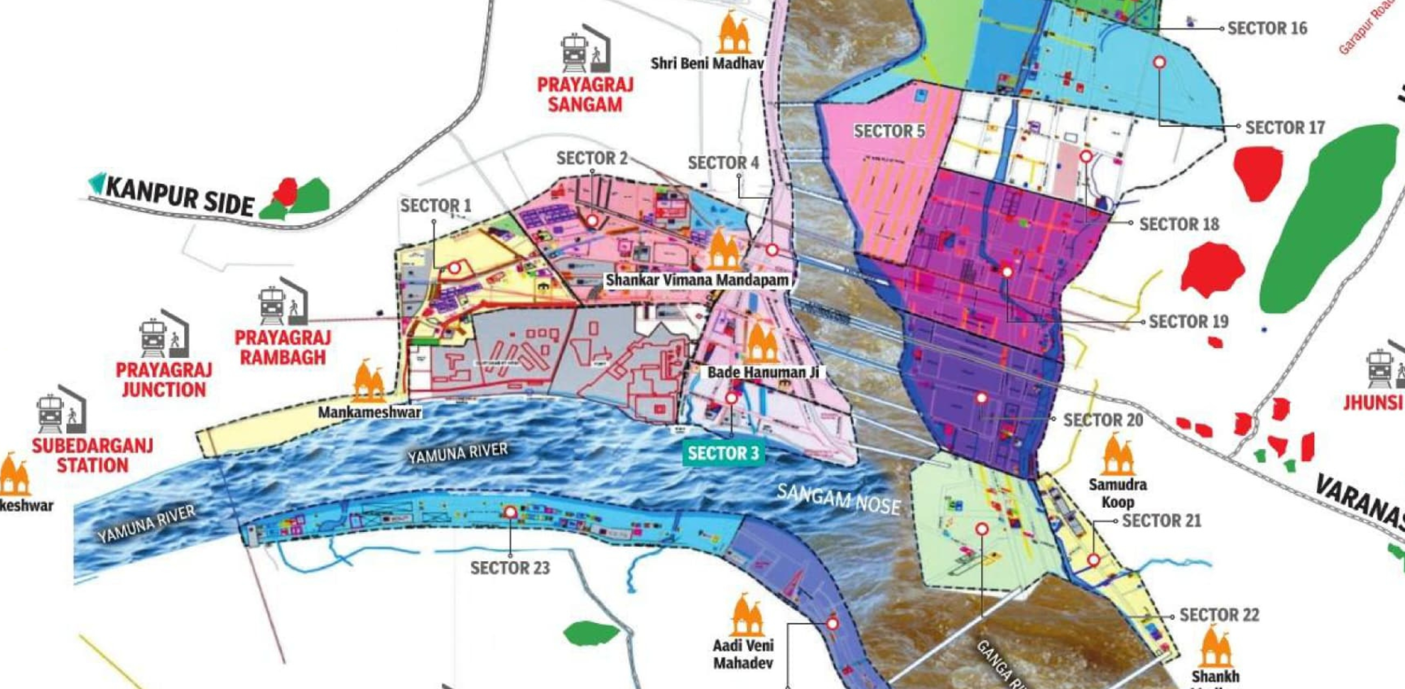 SECTOR 16
Garapur Road
Shri Beni Madhav
PRAYAGRAJ
SANGAM
SECTOR 5
SECTOR 17
SECTOR 2
SECTOR 4
KANPUR SIDE
SECTOR 1
SECTOR 18
Shankar Vimana Mandapam
SECTOR 19
PRAYAGRAJ
RAMBAGH
PRAYAGRAJ
JUNCTION
Bade Hanuman Ji
Mankameshwar
JHUNSI
SUBEDARGANJ
STATION
SECTOR 20
YAMUNA RIVER
SECTOR 3
keshwar
Samudra
Koop
SANGAM NOSE
VARANAS
YAMUNA RIVER
SECTOR 21
SECTOR 23
SECTOR 22
Aadi Veni
Mahadev
GANGA RI
Shankh